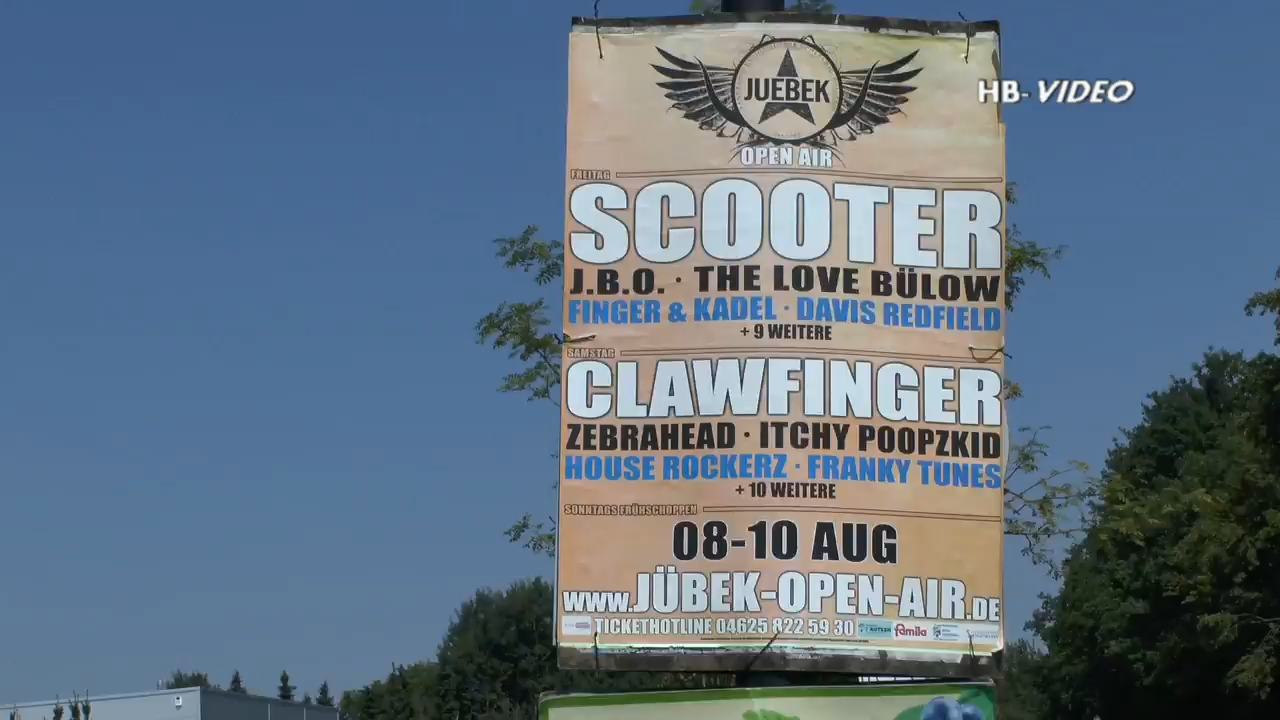 JUEBEK
HB-VIDEO
OPEN AIR
FREITAG
SCOOTER
J.B.O. · THE LOVE BÜLOW
FINGER & KADEL · DAVIS REDFIELD
+ 9 WEITERE
SAMSTAG
CLAWFINGER
ZEBRAHEAD · ITCHY POOPZKID
HOUSE ROCKERZ · FRANKY TUNES
+ 10 WEITERE
SONNTAGS FRÜHSCHOPPEN
08-10 AUG
WWW.JÜBEK-OPEN-AIR.DE
TICKETHOTLINE 04625 822 59 30 famila